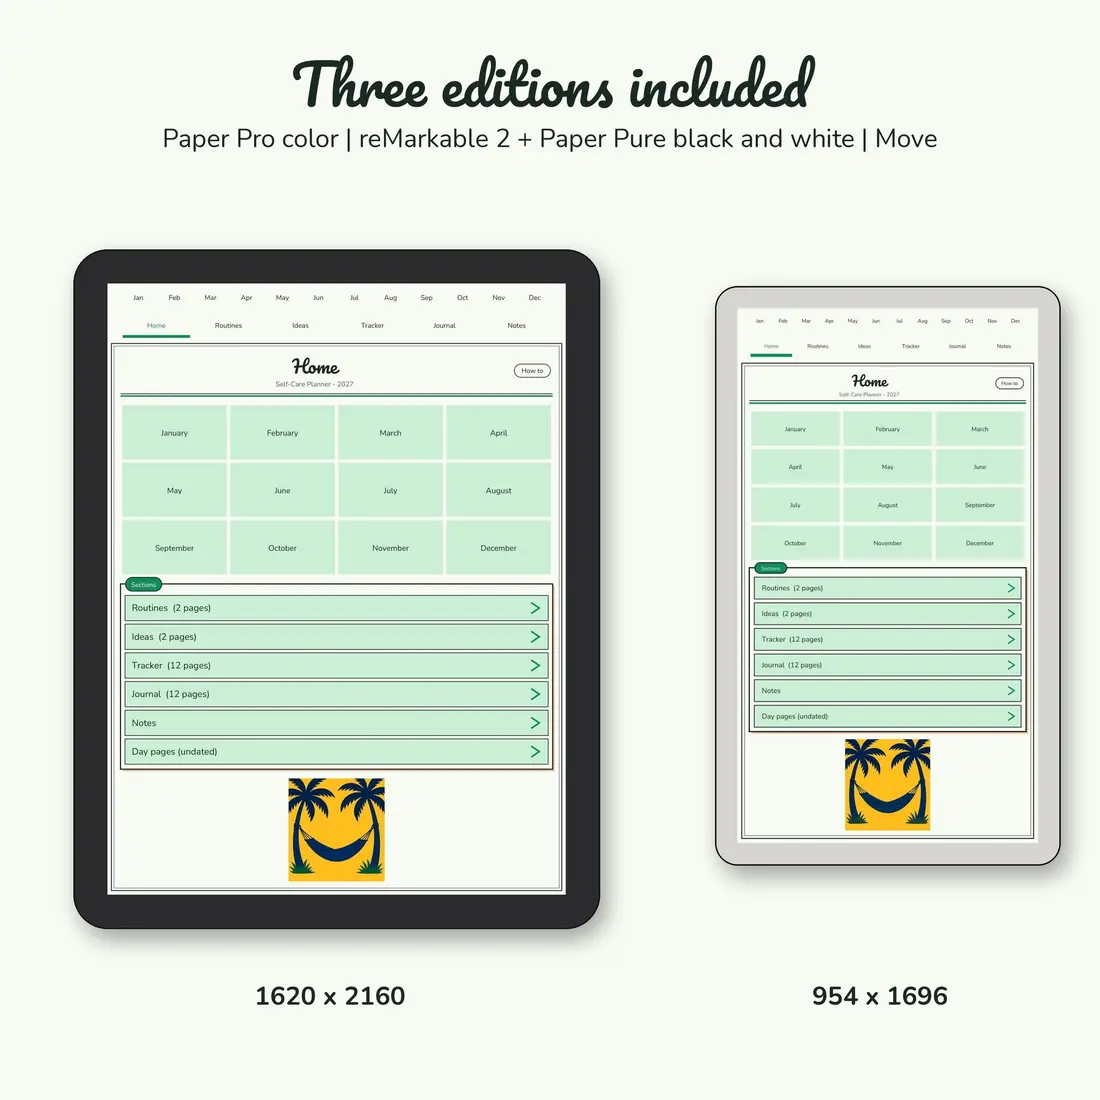 Three editions included
Paper Pro color | reMarkable 2 + Paper Pure black and white | Move
Jan Feb Mar Apr May Jun Jul Aug Sep Oct Nov Dec
Home Routines Ideas Tracker Journal Notes
Home
How to
Self-Care Planner - 2027
January February March April
May June July August
September October November December
Sections
Routines (2 pages)
Ideas (2 pages)
Tracker (12 pages)
Journal (12 pages)
Notes
Day pages (undated)
1620 x 2160
Jan Feb Mar Apr May Jun Jul Aug Sep Oct Nov Dec
Home Routines Ideas Tracker Journal Notes
Home
How to
Self-Care Planner - 2027
January February March
April May June
July August September
October November December
Sections
Routines (2 pages)
Ideas (2 pages)
Tracker (12 pages)
Journal (12 pages)
Notes
Day pages (undated)
954 x 1696